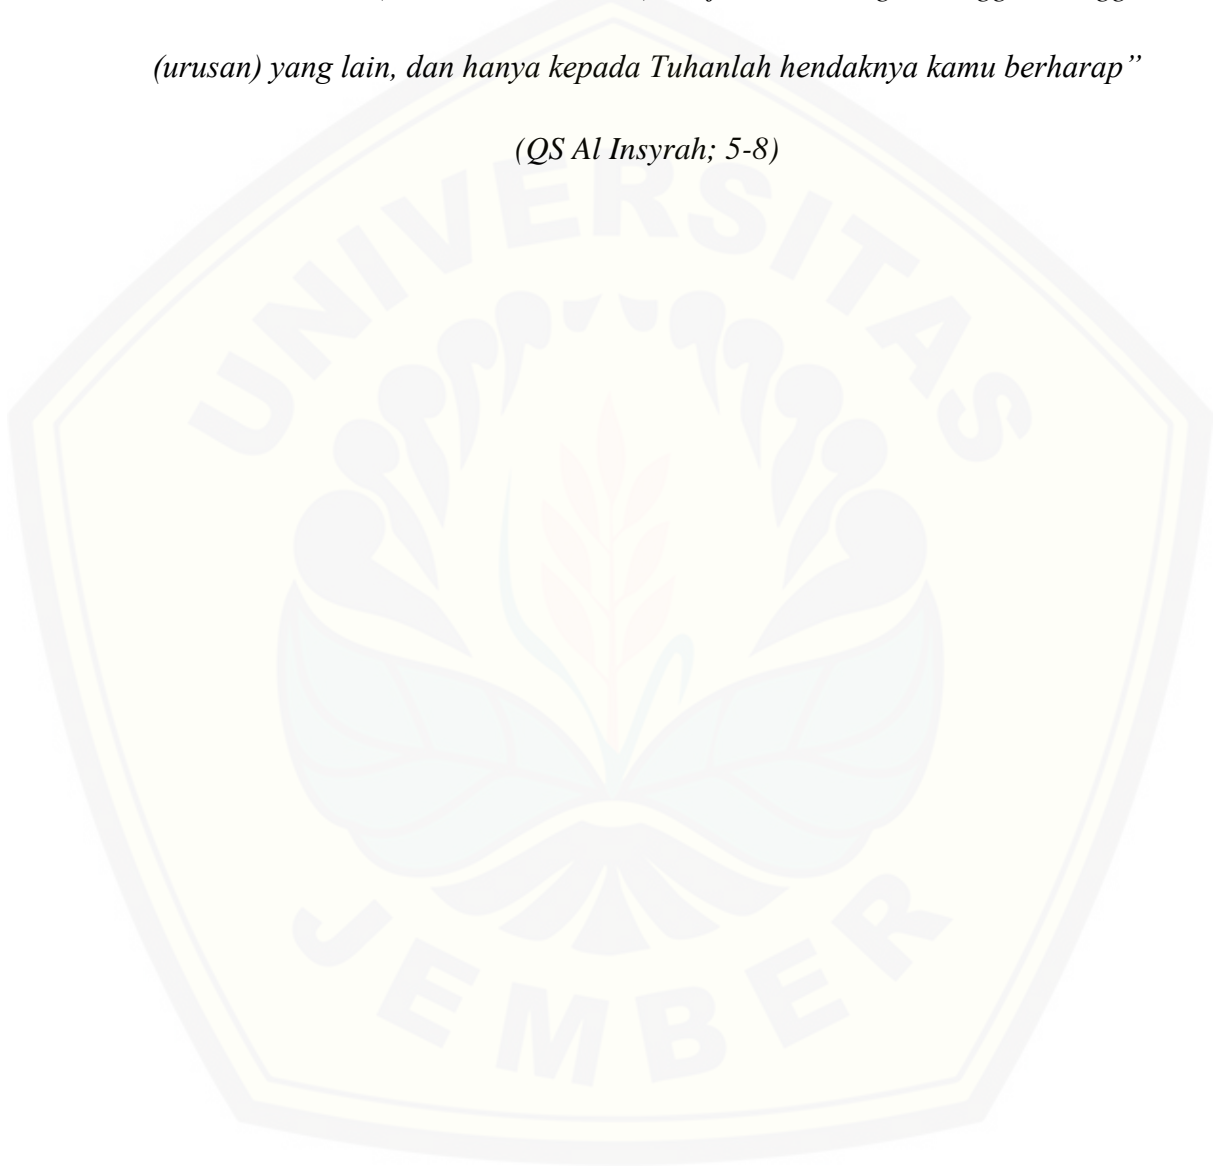 (urusan) yang lain, dan hanya kepada Tuhanlah hendaknya kamu berharap”
(QS Al Insyrah; 5-8)
UNIVERSITAS
JEMBER